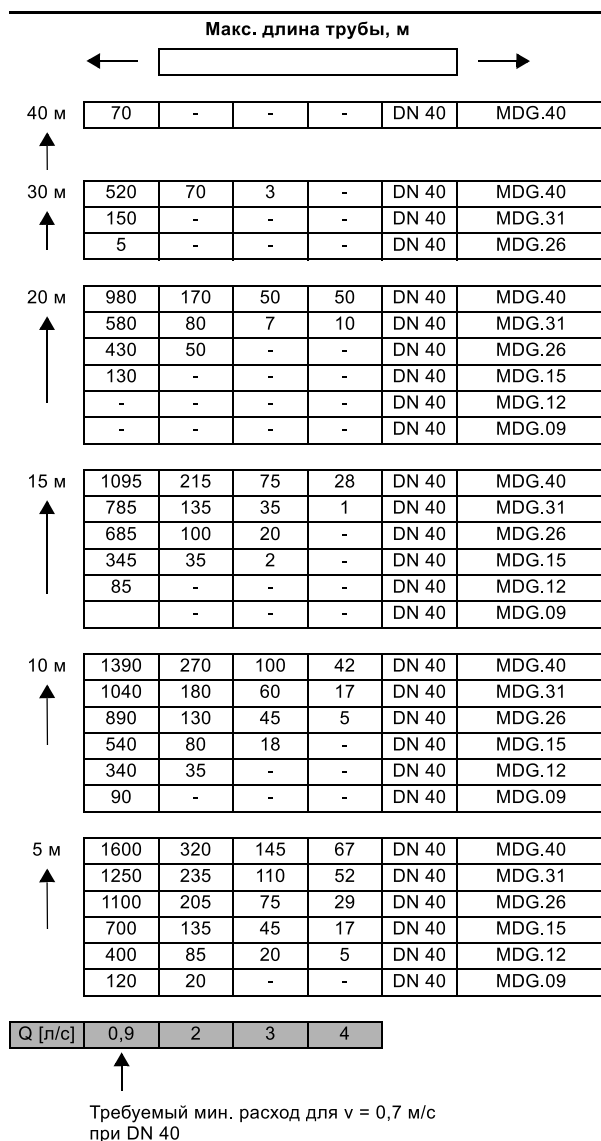 Макс. длина трубы, м
40 м 70 - - - DN 40 MDG.40
30 м 520 70 3 - DN 40 MDG.40
150 - - - DN 40 MDG.31
5 - - - DN 40 MDG.26
20 м 980 170 50 50 DN 40 MDG.40
580 80 7 10 DN 40 MDG.31
430 50 - - DN 40 MDG.26
130 - - - DN 40 MDG.15
- - - - DN 40 MDG.12
- - - - DN 40 MDG.09
15 м 1095 215 75 28 DN 40 MDG.40
785 135 35 1 DN 40 MDG.31
685 100 20 - DN 40 MDG.26
345 35 2 - DN 40 MDG.15
85 - - - DN 40 MDG.12
- - - DN 40 MDG.09
10 м 1390 270 100 42 DN 40 MDG.40
1040 180 60 17 DN 40 MDG.31
890 130 45 5 DN 40 MDG.26
540 80 18 - DN 40 MDG.15
340 35 - - DN 40 MDG.12
90 - - - DN 40 MDG.09
5 м 1600 320 145 67 DN 40 MDG.40
1250 235 110 52 DN 40 MDG.31
1100 205 75 29 DN 40 MDG.26
700 135 45 17 DN 40 MDG.15
400 85 20 5 DN 40 MDG.12
120 20 - - DN 40 MDG.09
Q [л/с] 0,9 2 3 4
Требуемый мин. расход для v = 0,7 м/с
при DN 40